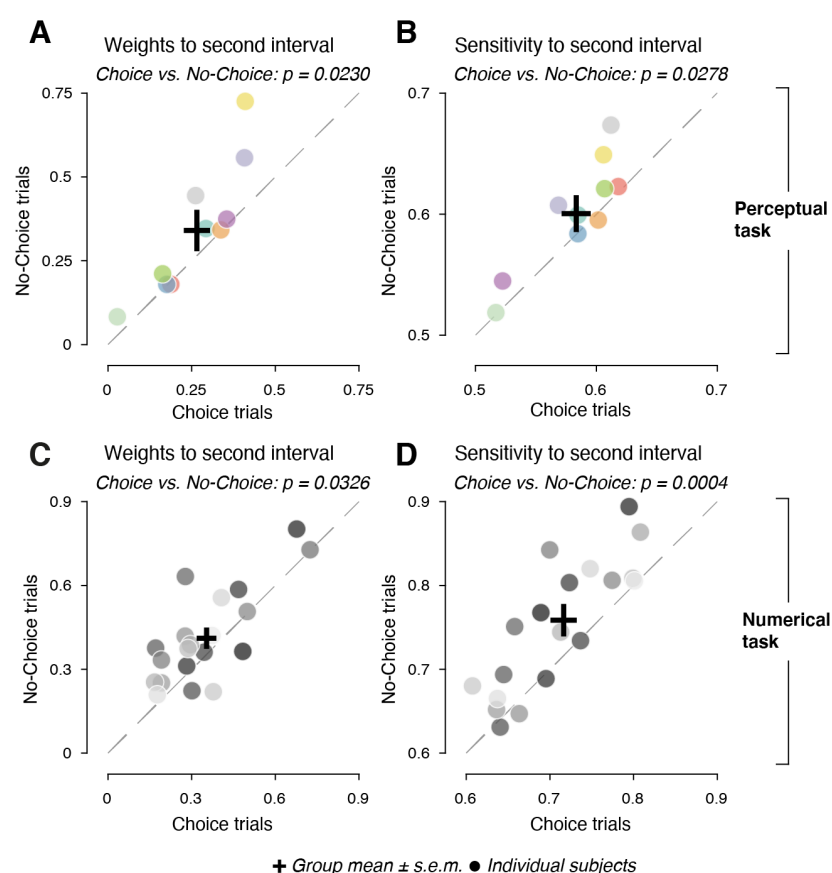 A
Weights to second interval
Choice vs. No-Choice: p = 0.0230
No-Choice trials
0.75
0.5
0.25
0
0
0.25
0.5
0.75
Choice trials
B
Sensitivity to second interval
Choice vs. No-Choice: p = 0.0278
No-Choice trials
0.7
0.6
0.5
0.5
0.6
0.7
Choice trials
Perceptual
task
C
Weights to second interval
Choice vs. No-Choice: p = 0.0326
No-Choice trials
0.9
0.6
0.3
0
0
0.3
0.6
0.9
Choice trials
D
Sensitivity to second interval
Choice vs. No-Choice: p = 0.0004
No-Choice trials
0.9
0.8
0.7
0.6
0.6
0.7
0.8
0.9
Choice trials
Numerical
task
Group mean ± s.e.m. Individual subjects